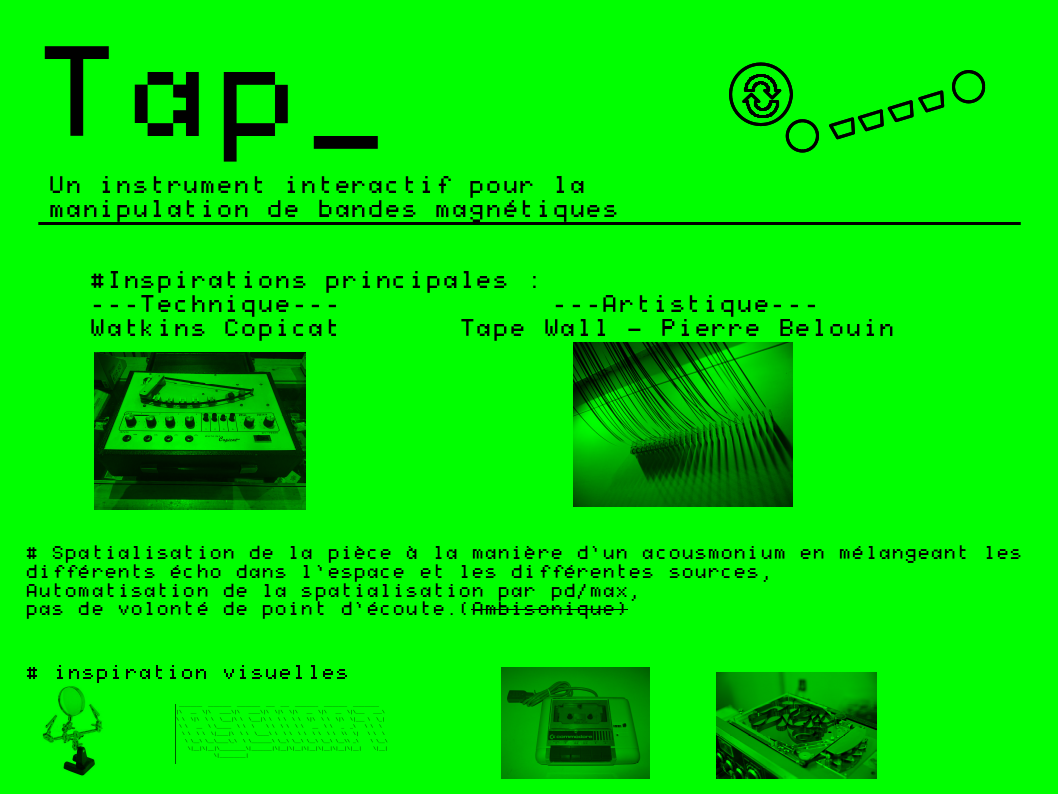 Tap_
Un instrument interactif pour la
manipulation de bandes magnétiques
#Inspirations principales :
---Technique--- ---Artistique---
Watkins Copicat Tape Wall - Pierre Belouin
# Spatialisation de la pièce à la manière d'un acousmonium en mélangeant les
différents écho dans l'espace et les différentes sources,
Automatisation de la spatialisation par pd/max,
pas de volonté de point d'écoute.(Ambisonique)
# inspiration visuelles
commodore